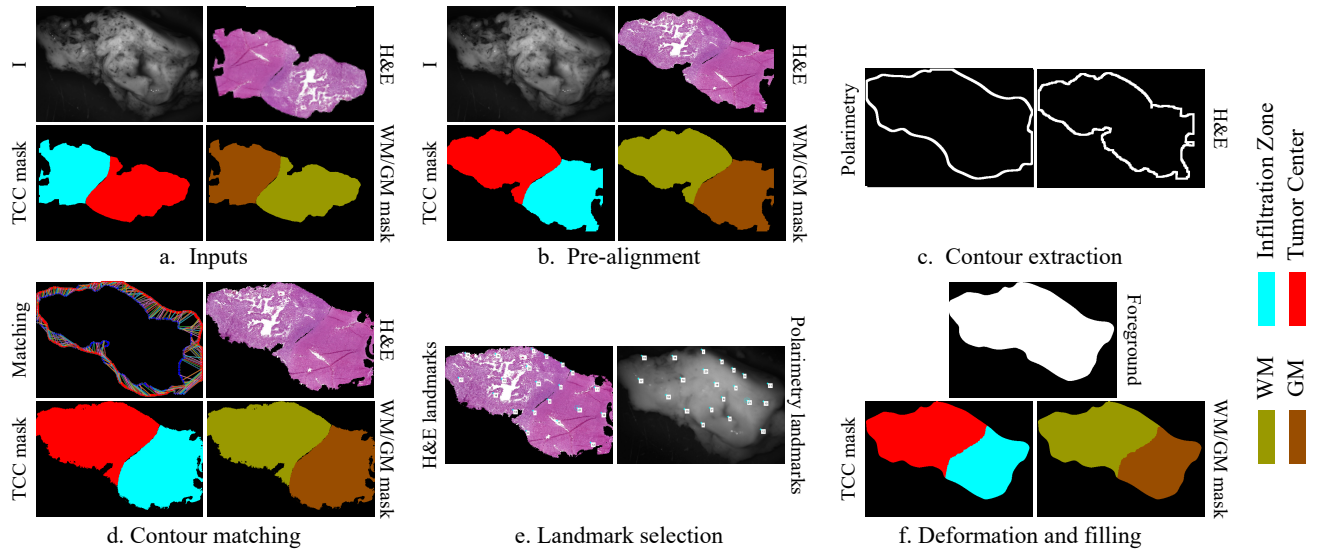 I
H&E
TCC mask
WM/GM mask
a. Inputs
I
H&E
TCC mask
WM/GM mask
b. Pre-alignment
Polarimetry
H&E
c. Contour extraction
Matching
H&E
TCC mask
WM/GM mask
d. Contour matching
H&E landmarks
Polarimetry landmarks
e. Landmark selection
Foreground
TCC mask
WM/GM mask
f. Deformation and filling
Infiltration Zone
Tumor Center
WM
GM